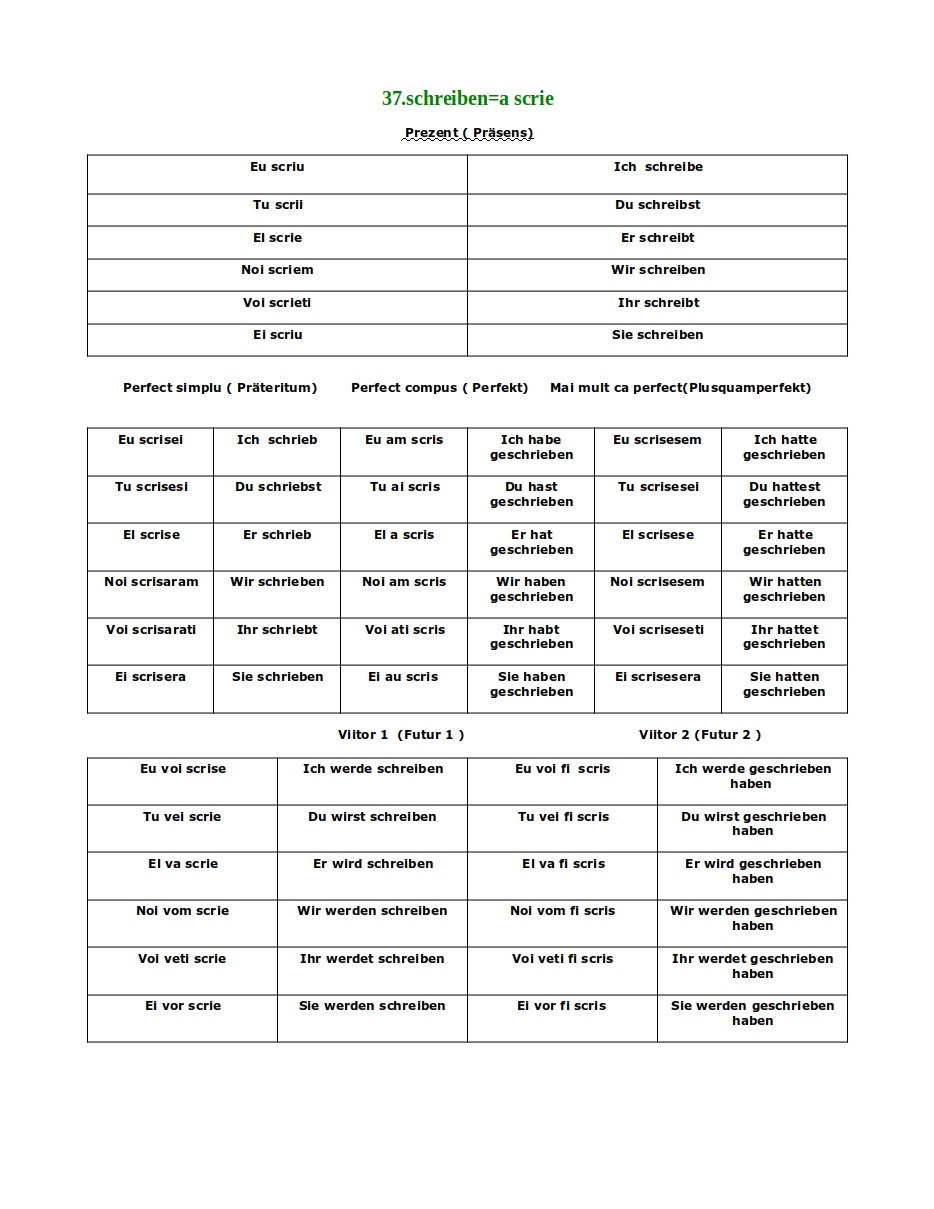 37.schreiben=a scrie
Prezent ( Präsens)
Eu scriu Ich schreibe
Tu scrii Du schreibst
El scrie Er schreibt
Noi scriem Wir schreiben
Voi scrieti Ihr schreibt
Ei scriu Sie schreiben
Perfect simplu ( Präteritum) Perfect compus ( Perfekt) Mai mult ca perfect(Plusquamperfekt)
Eu scrisei Ich schrieb Eu am scris Ich habe Eu scrisesem Ich hatte
geschrieben geschrieben
Tu scrisesi Du schriebst Tu ai scris Du hast Tu scrisesei Du hattest
geschrieben geschrieben
El scrise Er schrieb El a scris Er hat El scrisese Er hatte
geschrieben geschrieben
Noi scrisaram Wir schrieben Noi am scris Wir haben Noi scrisesem Wir hatten
geschrieben geschrieben
Voi scrisarati Ihr schriebt Voi ati scris Ihr habt Voi scriseseti Ihr hattet
geschrieben geschrieben
Ei scrisera Sie schrieben Ei au scris Sie haben Ei scrisesera Sie hatten
geschrieben geschrieben
Viitor 1 (Futur 1 ) Viitor 2 (Futur 2 )
Eu voi scrise Ich werde schreiben Eu voi fi scris Ich werde geschrieben
haben
Tu vei scrie Du wirst schreiben Tu vei fi scris Du wirst geschrieben
haben
El va scrie Er wird schreiben El va fi scris Er wird geschrieben
haben
Noi vom scrie Wir werden schreiben Noi vom fi scris Wir werden geschrieben
haben
Voi veti scrie Ihr werdet schreiben Voi veti fi scris Ihr werdet geschrieben
haben
Ei vor scrie Sie werden schreiben Ei vor fi scris Sie werden geschrieben
haben